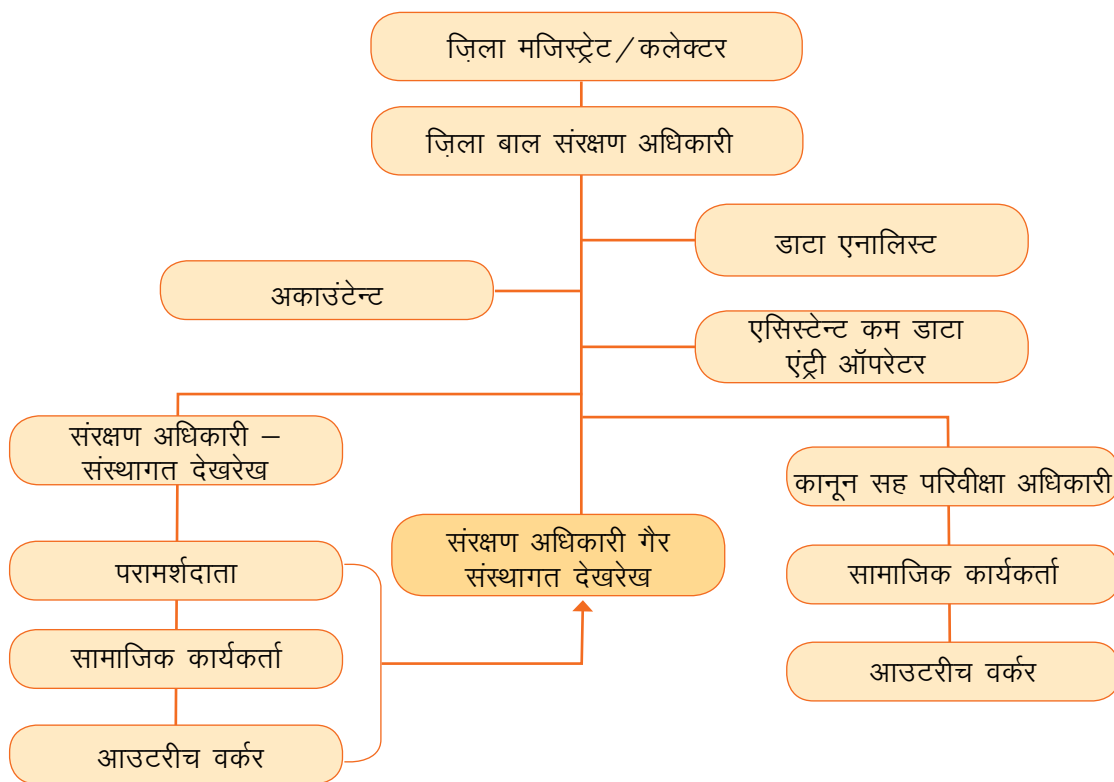 ज़िला मजिस्ट्रेट/कलेक्टर
ज़िला बाल संरक्षण अधिकारी
डाटा एनालिस्ट
अकाउंटेन्ट
एसिस्टेन्ट कम डाटा
एंट्री ऑपरेटर
संरक्षण अधिकारी –
संस्थागत देखरेख
कानून सह परिवीक्षा अधिकारी
संरक्षण अधिकारी गैर
संस्थागत देखरेख
परामर्शदाता
सामाजिक कार्यकर्ता
सामाजिक कार्यकर्ता
आउटरीच वर्कर
आउटरीच वर्कर